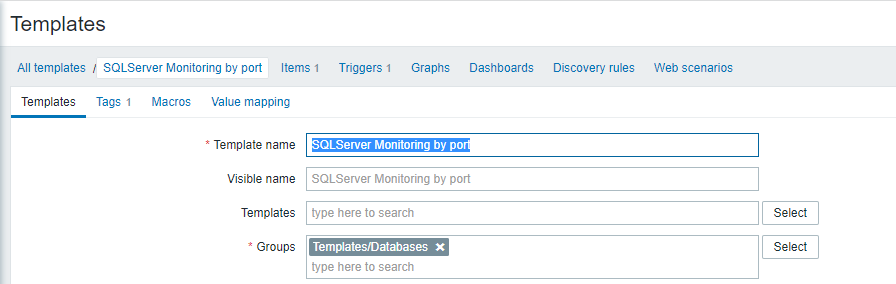 Templates
All templates / SQLServer Monitoring by port Items 1 Triggers 1 Graphs Dashboards Discovery rules Web scenarios
Templates Tags 1 Macros Value mapping
* Template name SQLServer Monitoring by port
Visible name SQLServer Monitoring by port
Templates type here to search Select
* Groups Templates/Databases × Select
type here to search